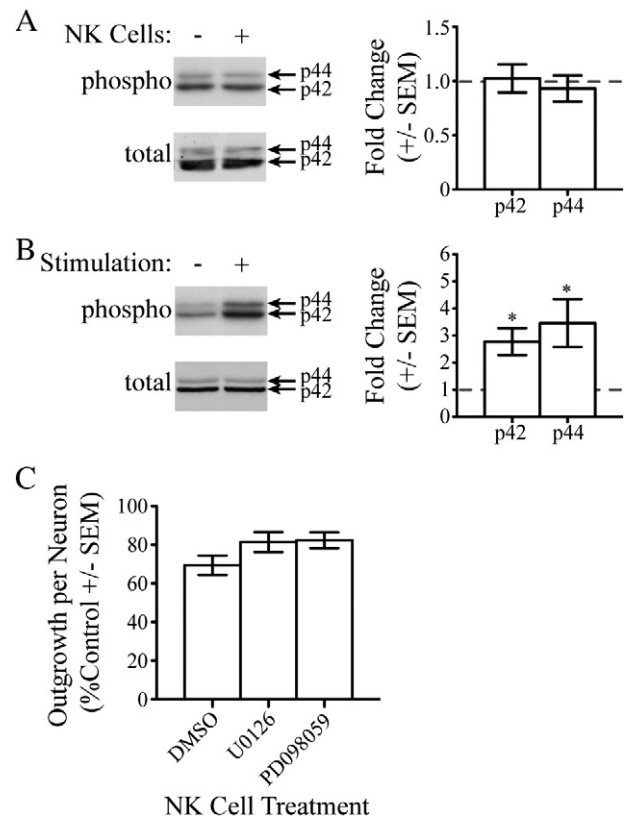 A
NK Cells: - +
phospho
p44
p42
total
p44
p42
Fold Change
(+/- SEM)
1.5
1.0
0.5
0
p42 p44
B
Stimulation: - +
phospho
p44
p42
total
p44
p42
Fold Change
(+/- SEM)
6
5
4
3
2
1
0
* *
p42 p44
C
Outgrowth per Neuron
(%Control +/- SEM)
100
80
60
40
20
0
DMSO
U0126
PD098059
NK Cell Treatment